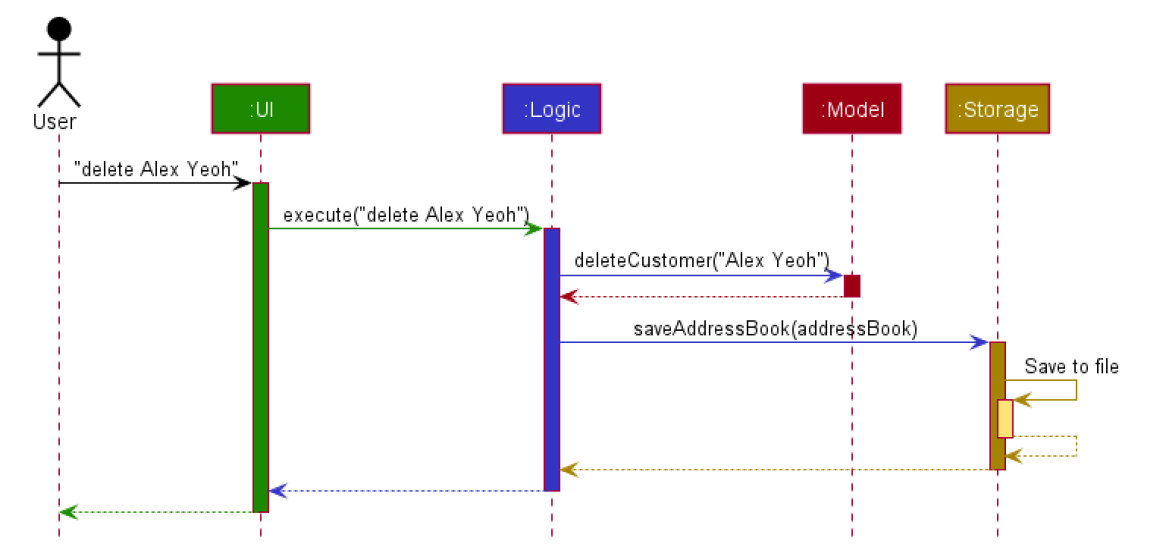 User
:UI
:Logic
:Model
:Storage
"delete Alex Yeoh"
execute("delete Alex Yeoh")
deleteCustomer("Alex Yeoh")
saveAddressBook(addressBook)
Save to file